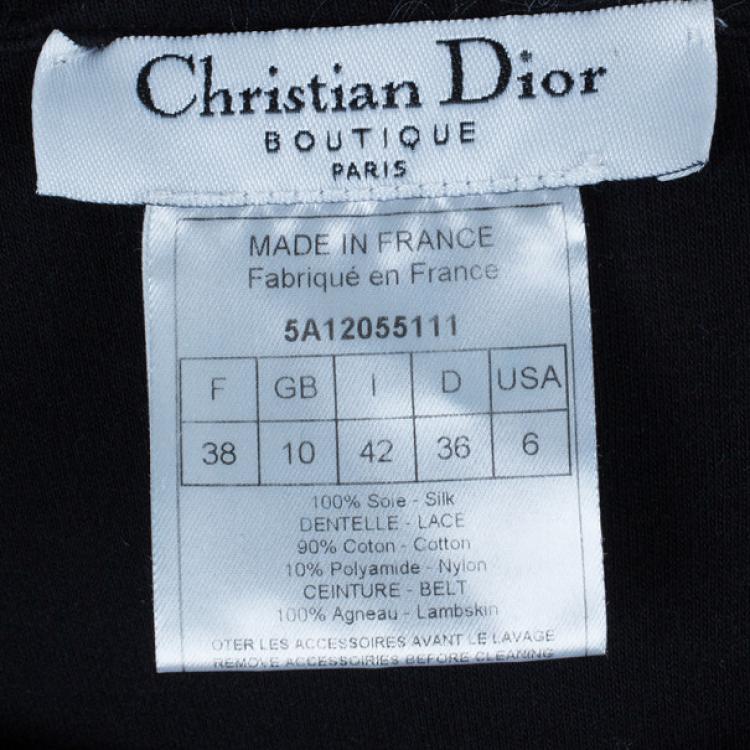 Christian Dior
BOUTIQUE
PARIS
MADE IN FRANCE
Fabriqué en France
5A12055111
F GB I D USA
38 10 42 36 6
100% Soie - Silk
DENTELLE - LACE
90% Coton - Cotton
10% Polyamide - Nylon
CEINTURE - BELT
100% Agneau - Lambskin
OTER LES ACCESSOIRES AVANT LE LAVAGE
REMOVE ACCESSOIRIES BEFORE CLEANING